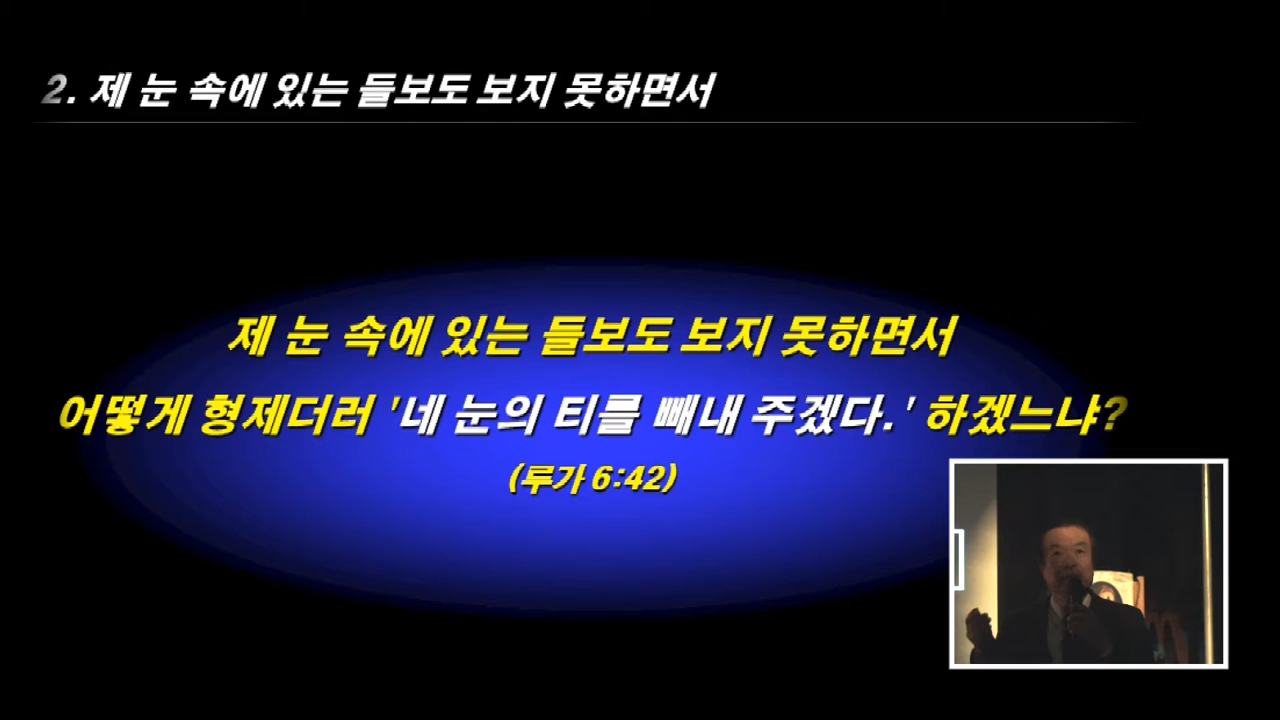 2. 제 눈 속에 있는 들보도 보지 못하면서
제 눈 속에 있는 들보도 보지 못하면서
어떻게 형제더러 '네 눈의 티를 빼내 주겠다.' 하겠느냐?
(루가 6:42)